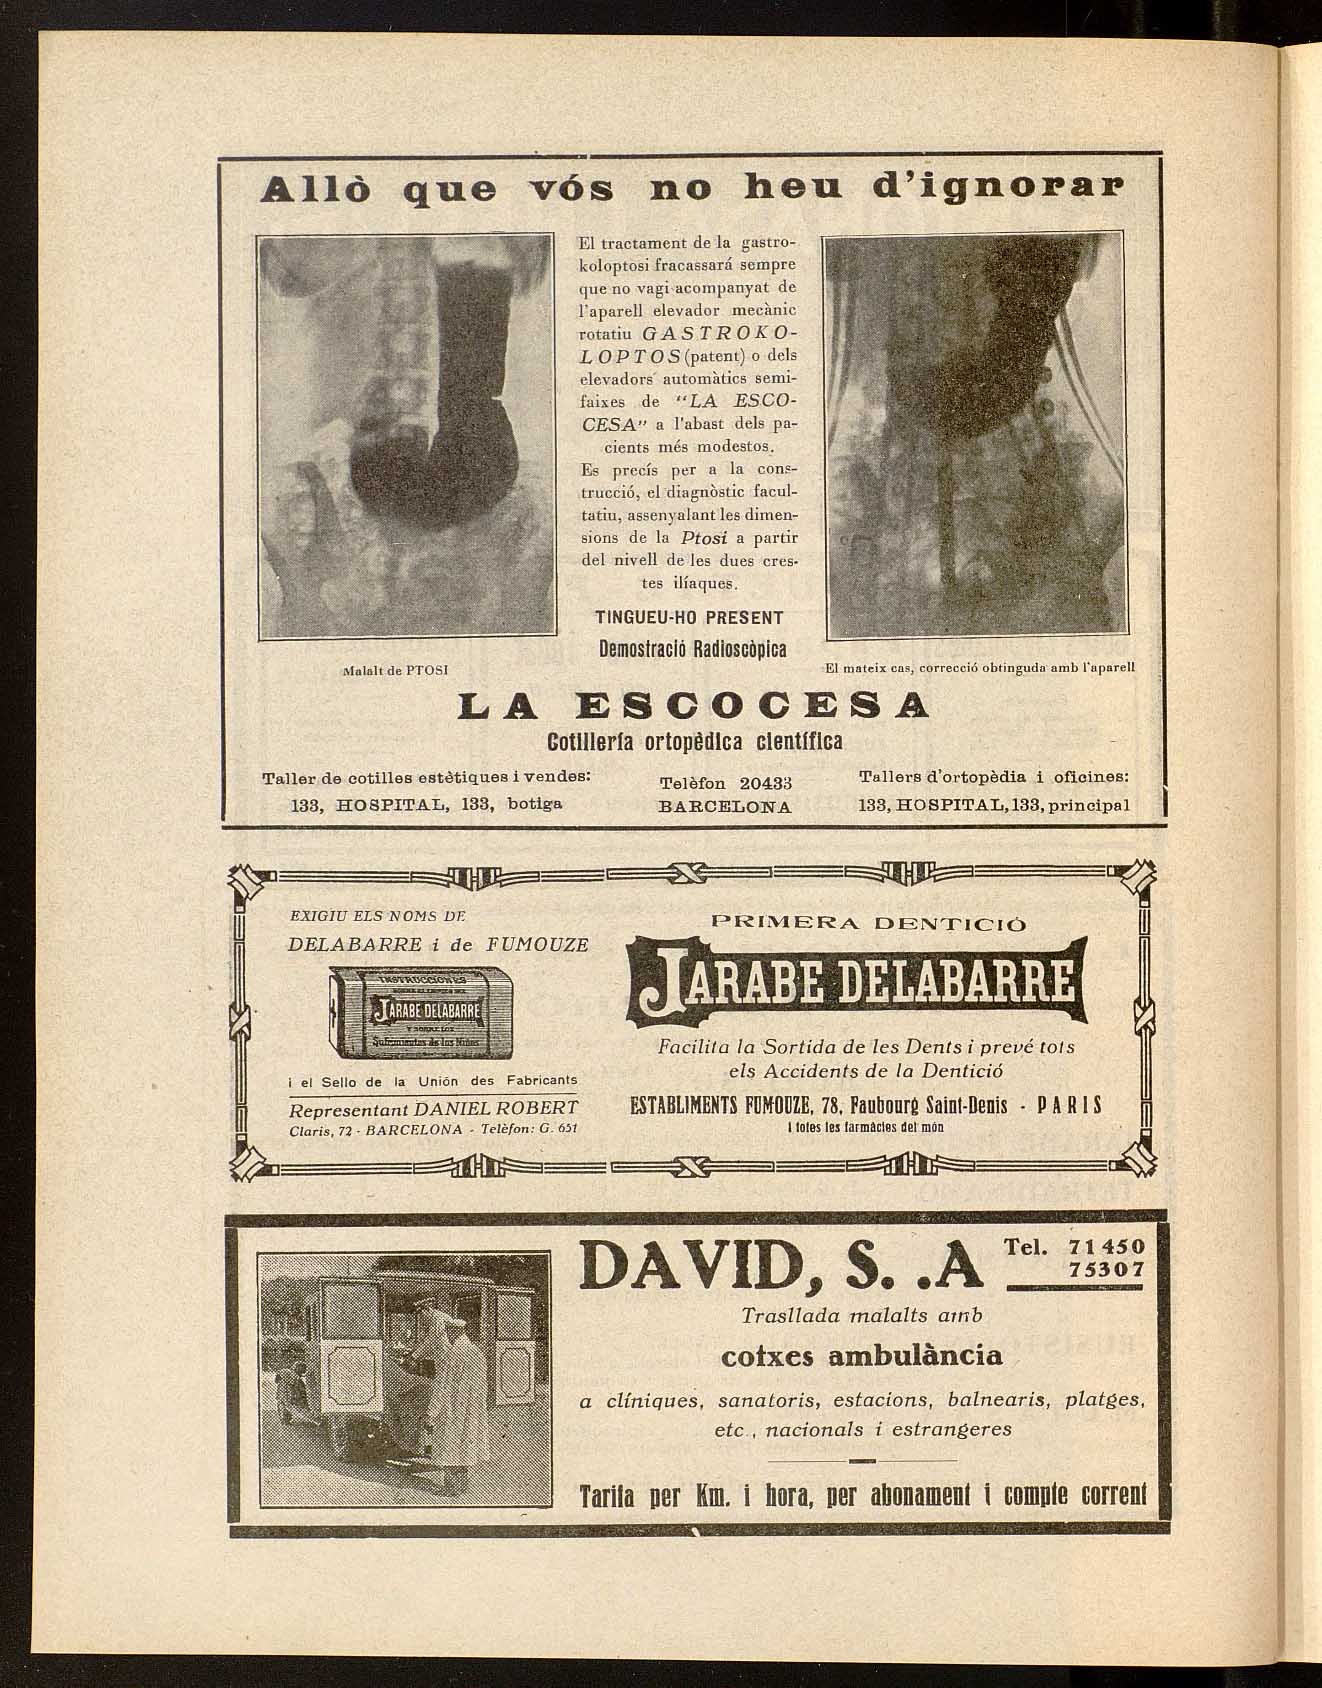 Allò que vós no heu d'ignorar
El tractament de la gastro-
koloptosi fracassará sempre
que no vagi acompanyat de
l'aparell elevador mecànic
rotatiu GASTROKO-
LOPTOS (patent) o dels
elevadors automàtics semi-
faixes de "LA ESCO-
CESA" a l'abast dels pa-
cients més modestos.
Es precís per a la cons-
trucció, el diagnòstic facul-
tatiu, assenyalant les dimen-
sions de la Ptosi a partir
del nivell de les dues cres-
tes ilíaques.
TINGUEU-HO PRESENT
Demostració Radioscòpica
Malalt de PTOSI
El mateix cas, correcció obtinguda amb l'aparell
LA ESCOCESA
Cotilleria ortopèdica científica
Taller de cotilles estètiques i vendes:
133, HOSPITAL, 133, botiga
Telèfon 20433
BARCELONA
Tallers d'ortopèdia i oficines:
133, HOSPITAL, 133, principal
EXIGIU ELS NOMS DE
DELABARRE i de FUMOUZE
INSTRUCCIONES
JARABE DELABARRE
Y SOBRE LOS
Sufrimientos de los Niños
i el Sello de la Unión des Fabricants
Representant DANIEL ROBERT
Claris, 72 - BARCELONA - Telèfon: G. 651
PRIMERA DENTICIÓ
JARABE DELABARRE
Facilita la Sortida de les Dents i prevé tots
els Accidents de la Dentició
ESTABLIMENTS FUMOUZE, 78, Faubourg Saint-Denis - PARIS
I totes les farmàcies del món
DAVID, S. .A
Tel. 71450
75307
Trasllada malalts amb
cotxes ambulància
a clíniques, sanatoris, estacions, balnearis, platges,
etc., nacionals i estrangeres
Tarifa per Km. i hora, per abonament i compte corrent